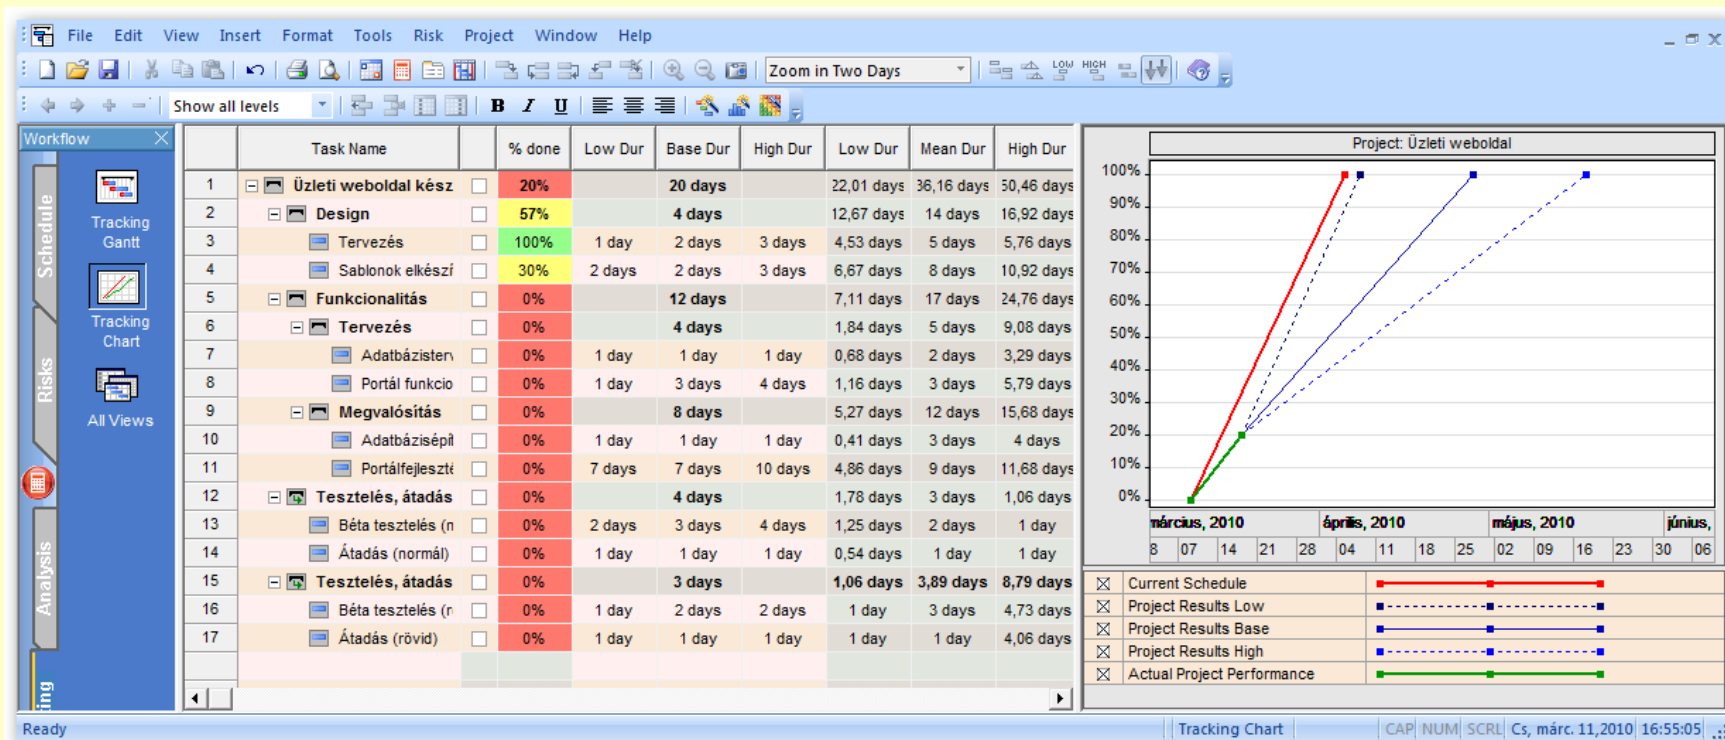 File Edit View Insert Format Tools Risk Project Window Help
Zoom in Two Days LOW HIGH
Show all levels B I U
Workflow
Schedule
Risks
Analysis
Tracking Gantt
Tracking Chart
All Views
Task Name % done Low Dur Base Dur High Dur Low Dur Mean Dur High Dur
1 Üzleti weboldal kész 20% 20 days 22,01 days 36,16 days 50,46 days
2 Design 57% 4 days 12,67 days 14 days 16,92 days
3 Tervezés 100% 1 day 2 days 3 days 4,53 days 5 days 5,76 days
4 Sablonok elkészí 30% 2 days 2 days 3 days 6,67 days 8 days 10,92 days
5 Funkcionalitás 0% 12 days 7,11 days 17 days 24,76 days
6 Tervezés 0% 4 days 1,84 days 5 days 9,08 days
7 Adatbázisterv 0% 1 day 1 day 1 day 0,68 days 2 days 3,29 days
8 Portál funkcio 0% 1 day 3 days 4 days 1,16 days 3 days 5,79 days
9 Megvalósítás 0% 8 days 5,27 days 12 days 15,68 days
10 Adatbázisépít 0% 1 day 1 day 1 day 0,41 days 3 days 4 days
11 Portálfejleszté 0% 7 days 7 days 10 days 4,86 days 9 days 11,68 days
12 Tesztelés, átadás 0% 4 days 1,78 days 3 days 1,06 days
13 Béta tesztelés (n 0% 2 days 3 days 4 days 1,25 days 2 days 1 day
14 Átadás (normál) 0% 1 day 1 day 1 day 0,54 days 1 day 1 day
15 Tesztelés, átadás 0% 3 days 1,06 days 3,89 days 8,79 days
16 Béta tesztelés (r 0% 1 day 2 days 2 days 1 day 3 days 4,73 days
17 Átadás (rövid) 0% 1 day 1 day 1 day 1 day 1 day 4,06 days
Project: Üzleti weboldal
100%
90%
80%
70%
60%
50%
40%
30%
20%
10%
0%
március, 2010 április, 2010 május, 2010 június,
8 07 14 21 28 04 11 18 25 02 09 16 23 30 06
Current Schedule
Project Results Low
Project Results Base
Project Results High
Actual Project Performance
Ready Tracking Chart CAP NUM SCRL Cs, márc. 11,2010 16:55:05